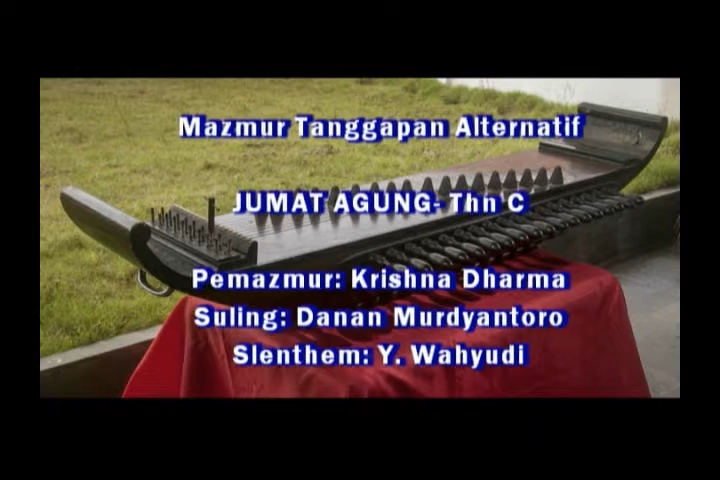 Mazmur Tanggapan Alternatif
JUMAT AGUNG- Thn C
Pemazmur: Krishna Dharma
Suling: Danan Murdyantoro
Slenthem: Y. Wahyudi